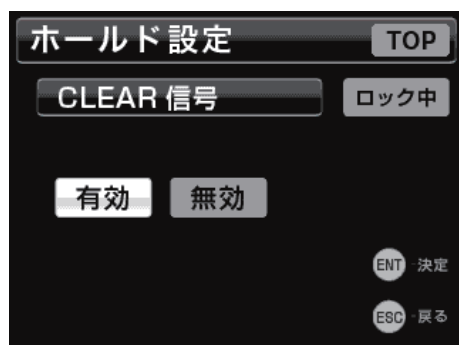 ホールド設定 TOP
CLEAR 信号 ロック中
有効 無効
ENT - 決定
ESC - 戻る